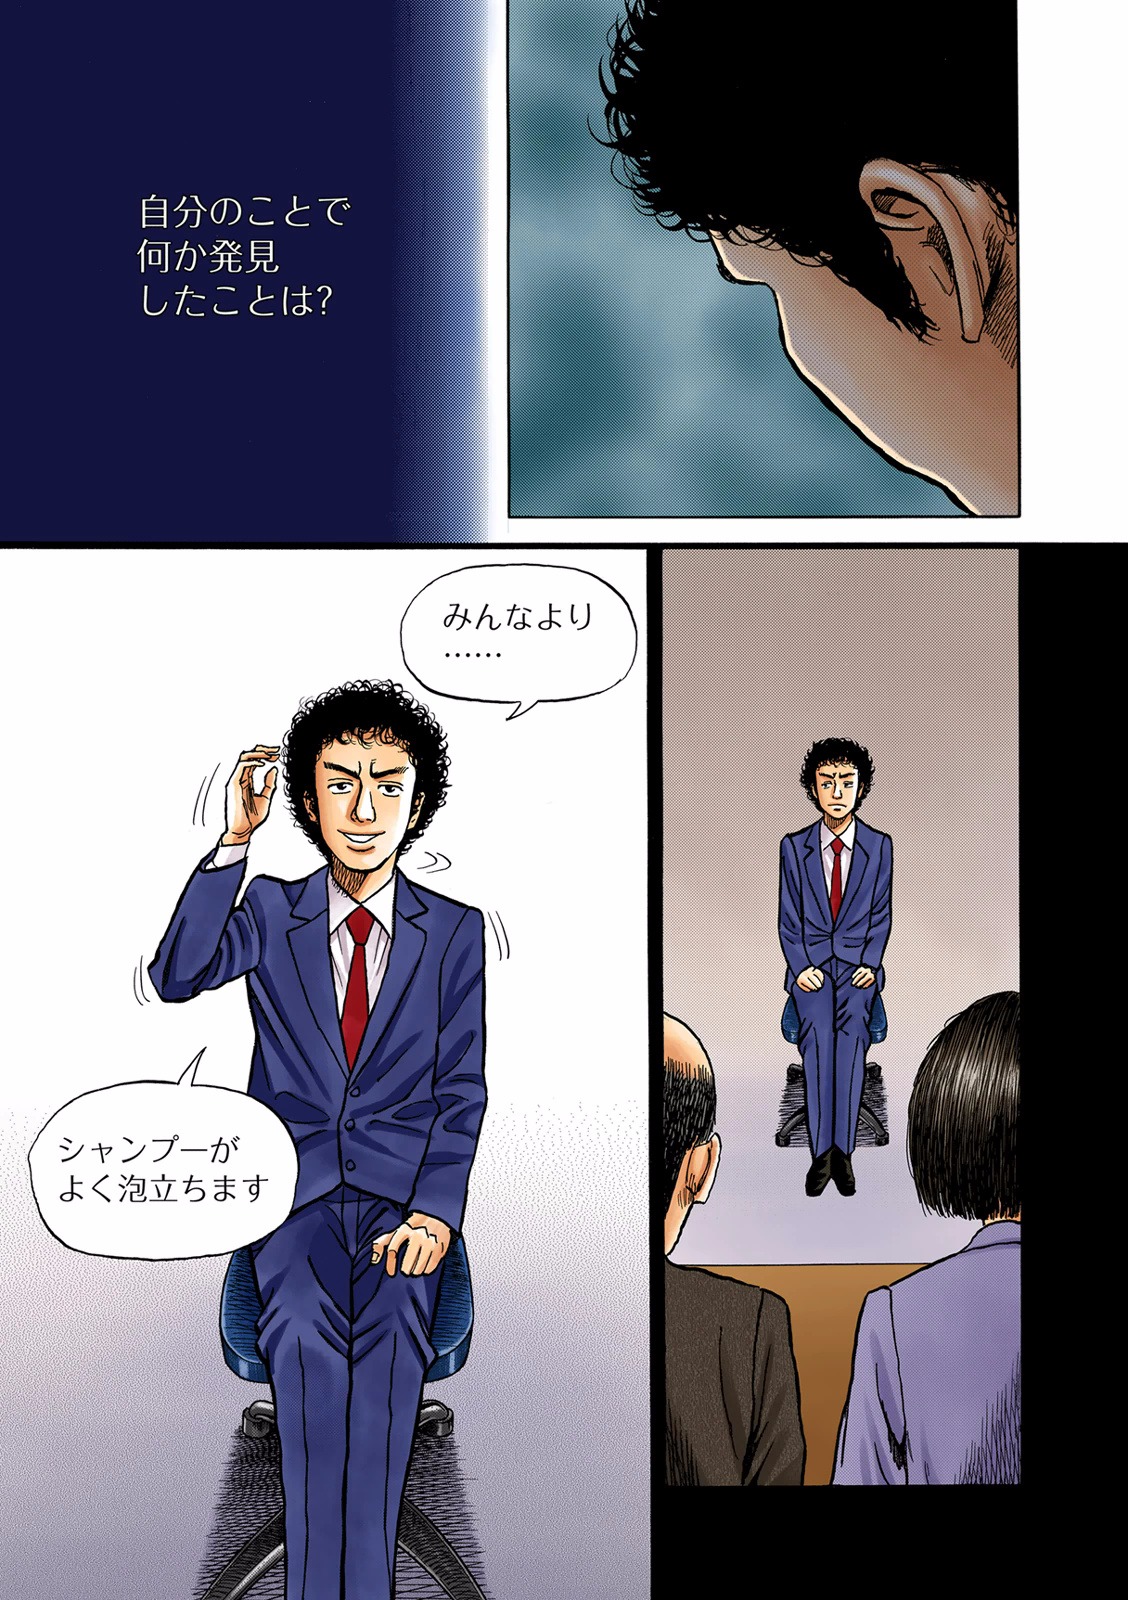 自分のことで
何か発見
したことは?
みんなより
……
シャンプーが
よく泡立ちます